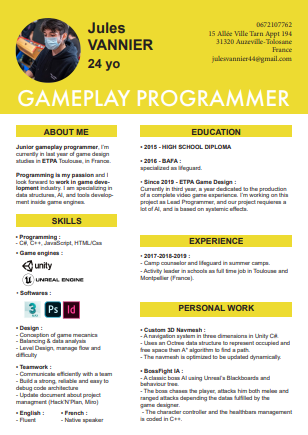 Jules
VANNIER
24 yo
0672107762
15 Allée Ville Tarn Appt 194
31320 Auzeville-Tolosane
France
julesvannier44@gmail.com
GAMEPLAY PROGRAMMER
ABOUT ME
Junior gameplay programmer, I'm
currently in last year of game design
studies in ETPA Toulouse, in France.
Programming is my passion and I
look forward to work in game deve-
lopment industry. I am specializing in
data structures, AI, and tools develop-
ment inside game engines.
SKILLS
• Programming :
- C#, C++, JavaScript, HTML/Css
• Game engines :
unity
UNREAL ENGINE
• Softwares :
3
Ps
Id
• Design :
- Conception of game mecanics
- Balancing & data analysis
- Level Design, manage flow and
difficulty
• Teamwork :
- Communicate efficiently with a team
- Build a strong, reliable and easy to
debug code architecture
- Update document about project
managment (Hack'N'Plan, Miro)
• English :
- Fluent
• French :
- Native speaker
EDUCATION
• 2015 - HIGH SCHOOL DIPLOMA
• 2016 - BAFA :
specialized as lifeguard.
• Since 2019 - ETPA Game Design :
Currently in third year, a year dedicated to the production
of a complete video game experience. I'm working on this project
as Lead Programmer, and our project requires a
lot of AI, and is based on systemic effects.
EXPERIENCE
• 2017-2018-2019 :
- Camp counselor and lifeguard in summer camps.
- Activity leader in schools as full time job in Toulouse and
Montpellier (France).
PERSONAL WORK
• Custom 3D Navmesh :
- A navigation system in three dimensions in Unity C#.
- Uses an Octree data structure to represent occupied and
free space then A* algorithm to find a path.
- The navmesh is optimized to be updated dynamically.
• BossFight IA :
- A classic boss AI using Unreal's Blackboards and
behaviour tree.
- The boss chases the player, attacks him both melee and
ranged attacks depending the datas fulfilled by the
game designer.
- The character controller and the healthbars management
is coded in C++.